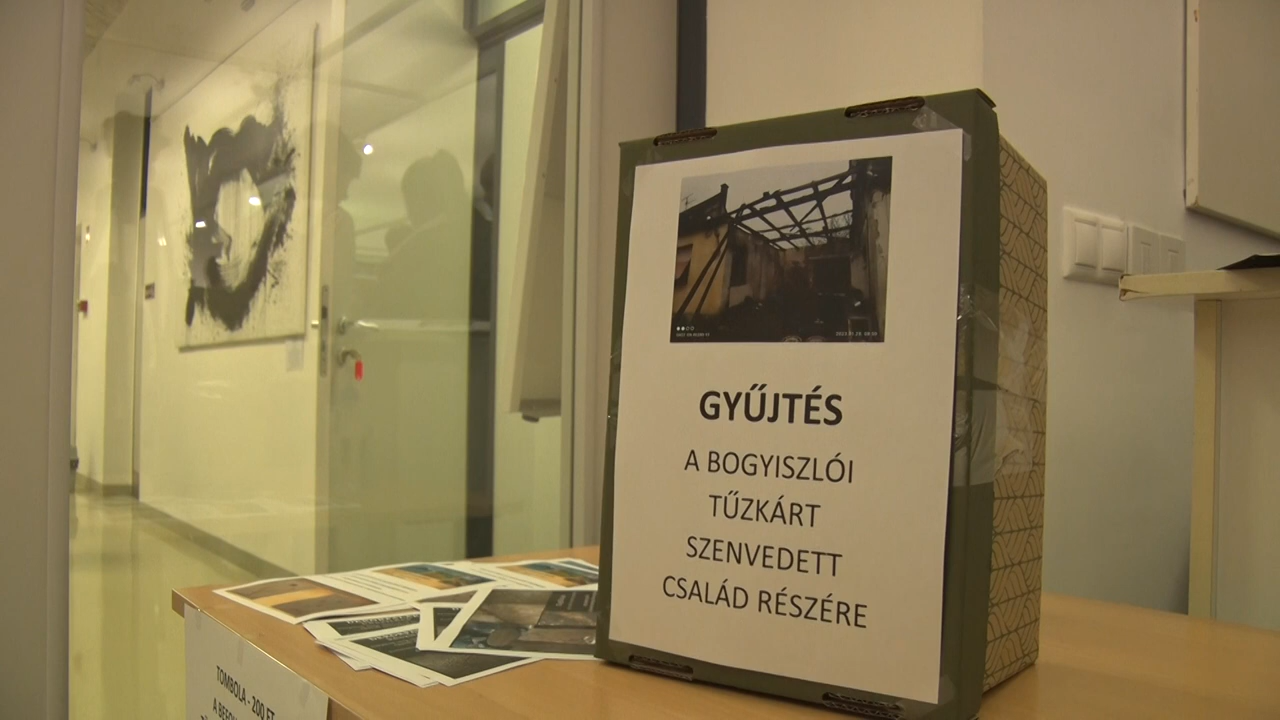 GYŰJTÉS
A BOGYISZLÓI
TŰZKÁRT
SZENVEDETT
CSALÁD RÉSZÉRE
TOMBOLA - 200 FT